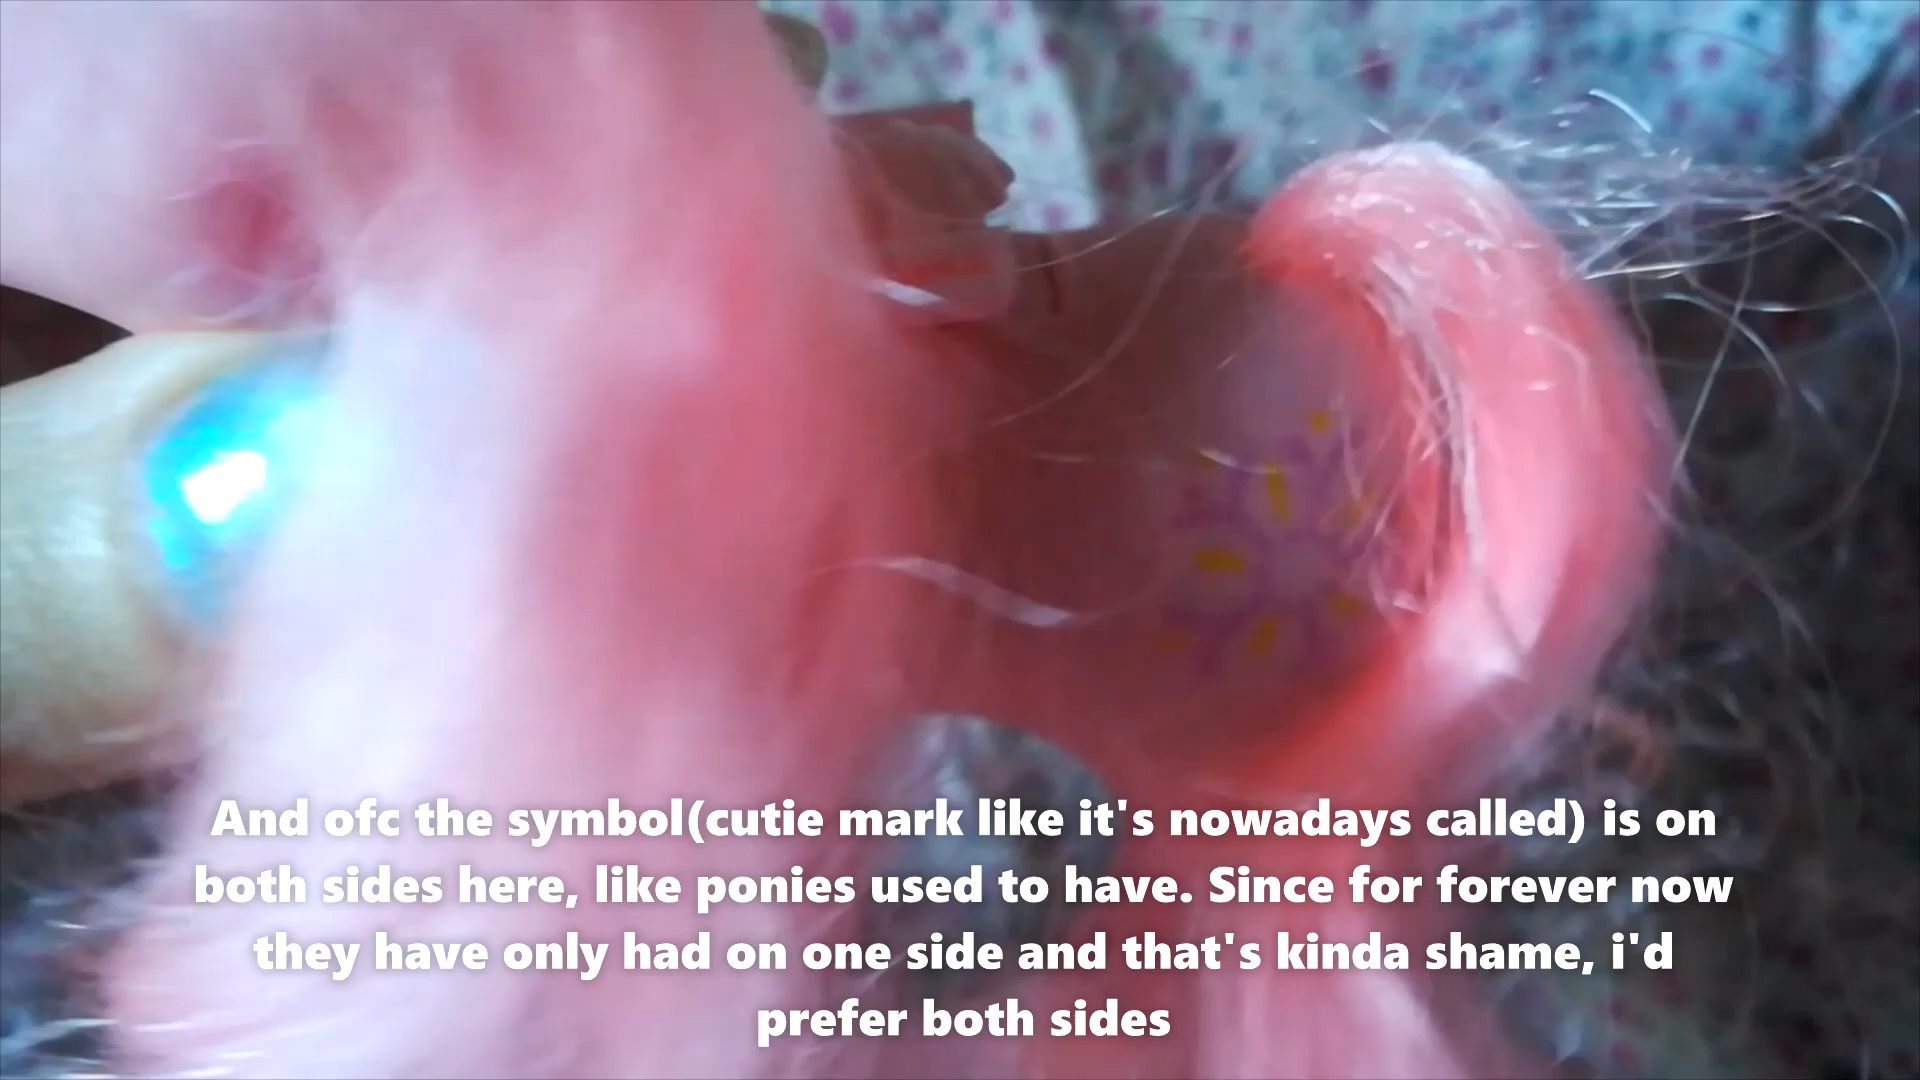 And ofc the symbol(cutie mark like it's nowadays called) is on
both sides here, like ponies used to have. Since for forever now
they have only had on one side and that's kinda shame, i'd
prefer both sides